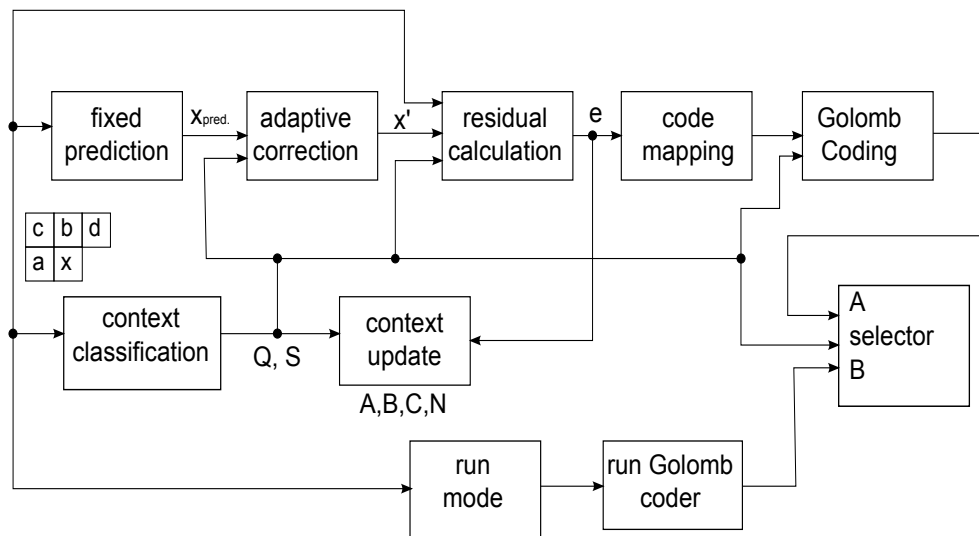 fixed
prediction
xpred.
adaptive
correction
x'
residual
calculation
e
code
mapping
Golomb
Coding
c b d
a x
context
classification
Q, S
context
update
A,B,C,N
A
selector
B
run
mode
run Golomb
coder